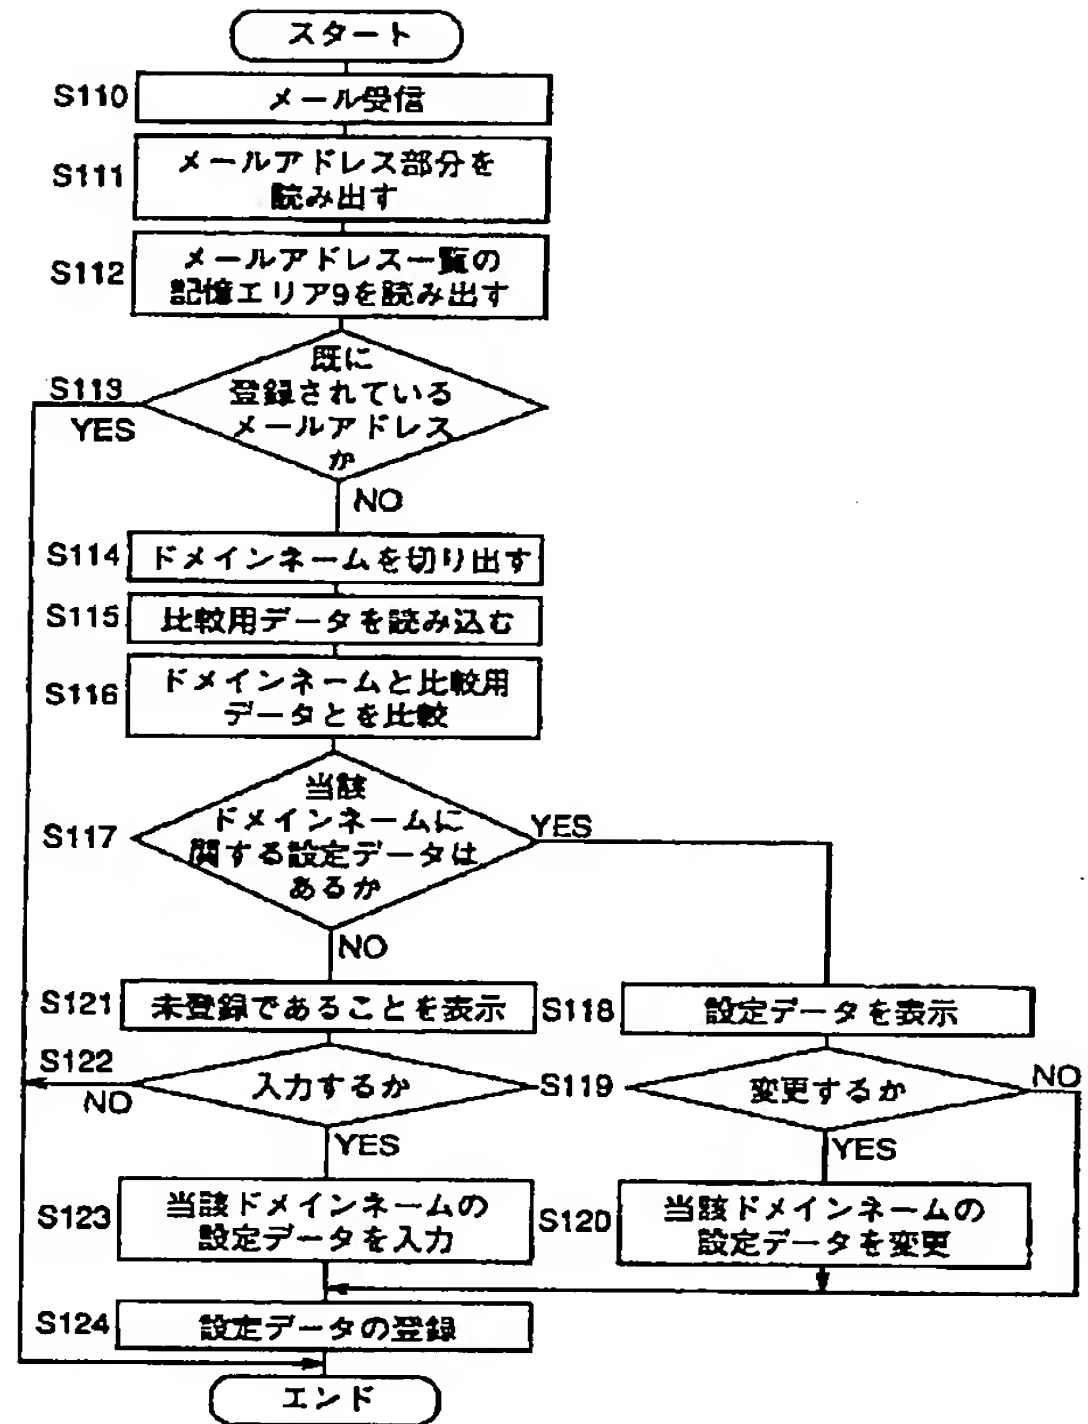 スタート
S110
メール受信
S111
メールアドレス部分を
読み出す
S112
メールアドレス一覧の
記憶エリア9を読み出す
S113
既に
登録されている
メールアドレス
か
YES
NO
S114
ドメインネームを切り出す
S115
比較用データを読み込む
S116
ドメインネームと比較用
データとを比較
S117
当該
ドメインネームに
関する設定データは
あるか
YES
NO
S121
未登録であることを表示
S118
設定データを表示
S122
入力するか
NO
YES
S119
変更するか
NO
YES
S123
当該ドメインネームの
設定データを入力
S120
当該ドメインネームの
設定データを変更
S124
設定データの登録
エンド